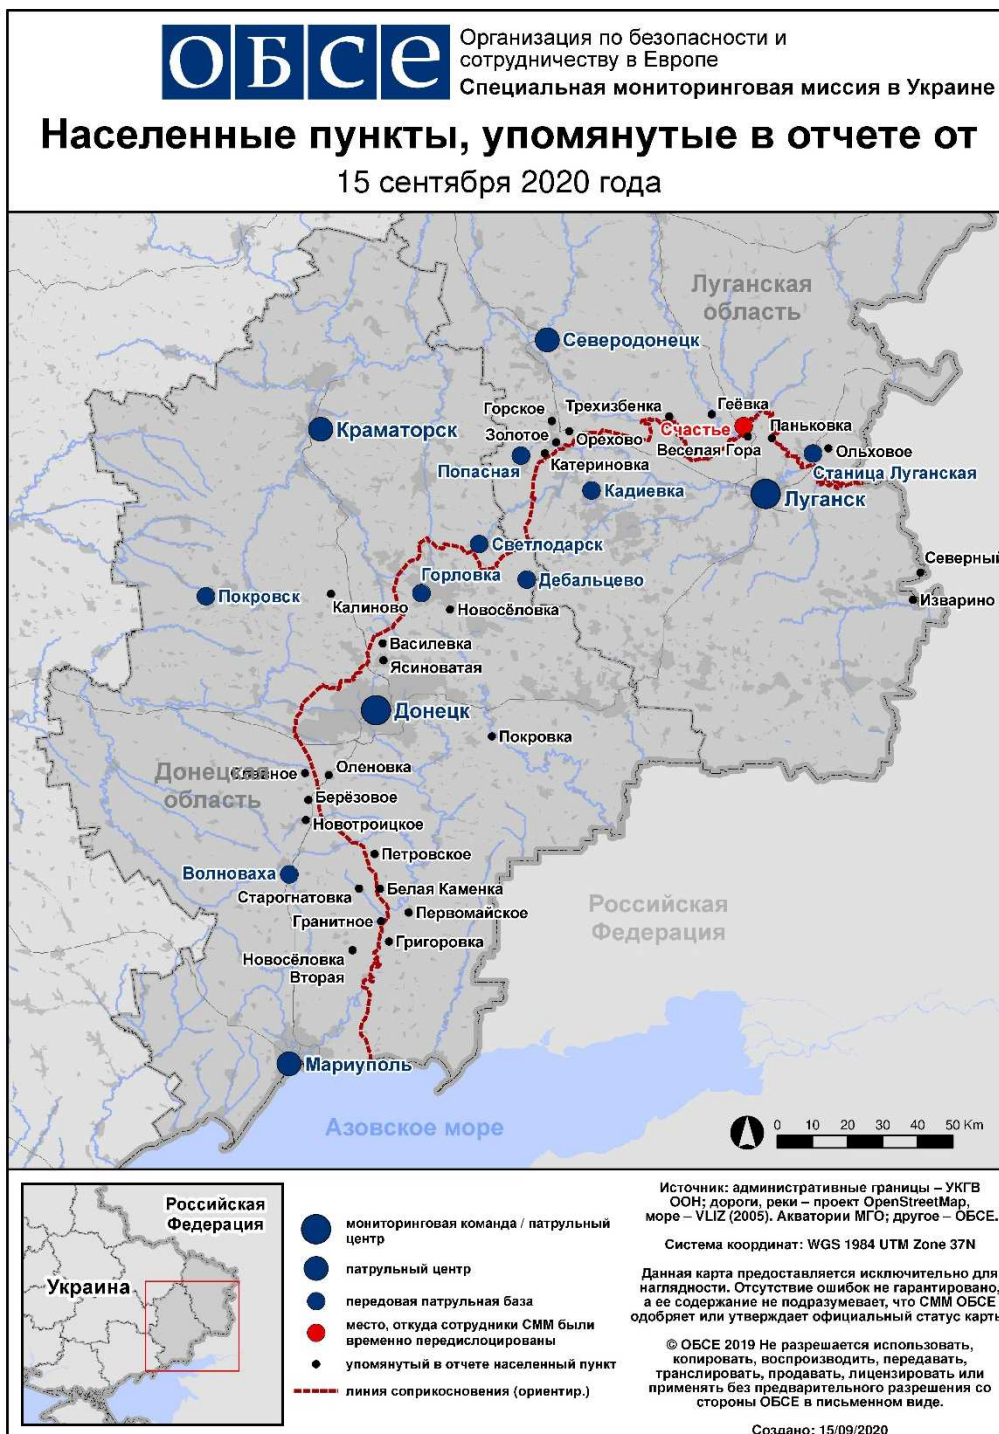 ОБСЕ
Организация по безопасности и
сотрудничеству в Европе
Специальная мониторинговая миссия в Украине
Населенные пункты, упомянутые в отчете от
15 сентября 2020 года
Луганская
область
Северодонецк
Геёвка
Трехизбенка
Горское
Счастье
Паньковка
Краматорск
Золотое
Орехово
Веселая Гора
Ольховое
Попасная
Катериновка
Станица Луганская
Кадиевка
Луганск
Светлодарск
Северный
Горловка
Дебальцево
Покровск
Калиново
Новосёловка
Изварино
Василевка
Ясиноватая
Донецк
Покровка
Донецкая
область
Оленовка
Берёзовое
Новотроицкое
Петровское
Волноваха
Старогнатовка
Белая Каменка
Российская
Федерация
Первомайское
Гранитное
Григоровка
Новосёловка
Вторая
Мариуполь
Азовское море
0 10 20 30 40 50 Km
Российская
Федерация
Украина
мониторинговая команда / патрульный
центр
патрульный центр
передовая патрульная база
место, откуда сотрудники СММ были
временно передислоцированы
упомянутый в отчете населенный пункт
линия соприкосновения (ориентир.)
Источник: административные границы – УКГВ
ООН; дороги, реки – проект OpenStreetMap,
море – VLIZ (2005). Акватории МГО; другое – ОБСЕ.
Система координат: WGS 1984 UTM Zone 37N
Данная карта предоставляется исключительно для
наглядности. Отсутствие ошибок не гарантировано,
а ее содержание не подразумевает, что СММ ОБСЕ
одобряет или утверждает официальный статус карты
© ОБСЕ 2019 Не разрешается использовать,
копировать, воспроизводить, передавать,
транслировать, продавать, лицензировать или
применять без предварительного разрешения со
стороны ОБСЕ в письменном виде.
Создано: 15/09/2020